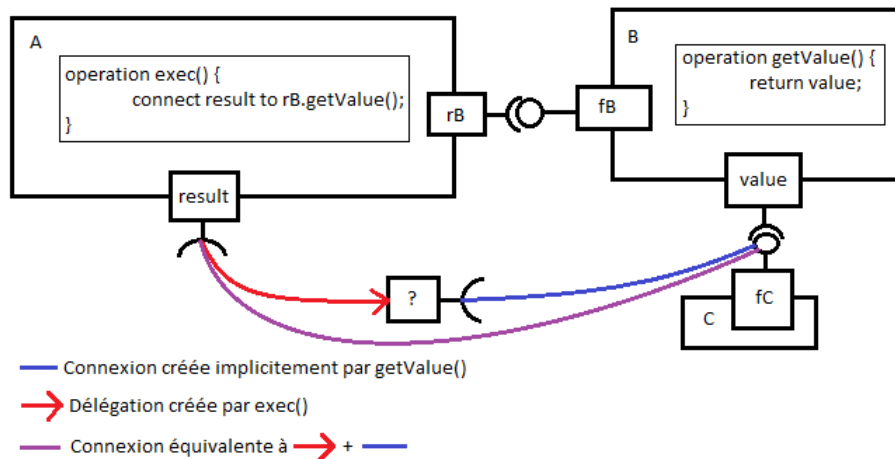 A
operation exec() {
connect result to rB.getValue();
}
rB
fB
B
operation getValue() {
return value;
}
result
value
?
C
fC
Connexion créée implicitement par getValue()
Délégation créée par exec()
Connexion équivalente à +